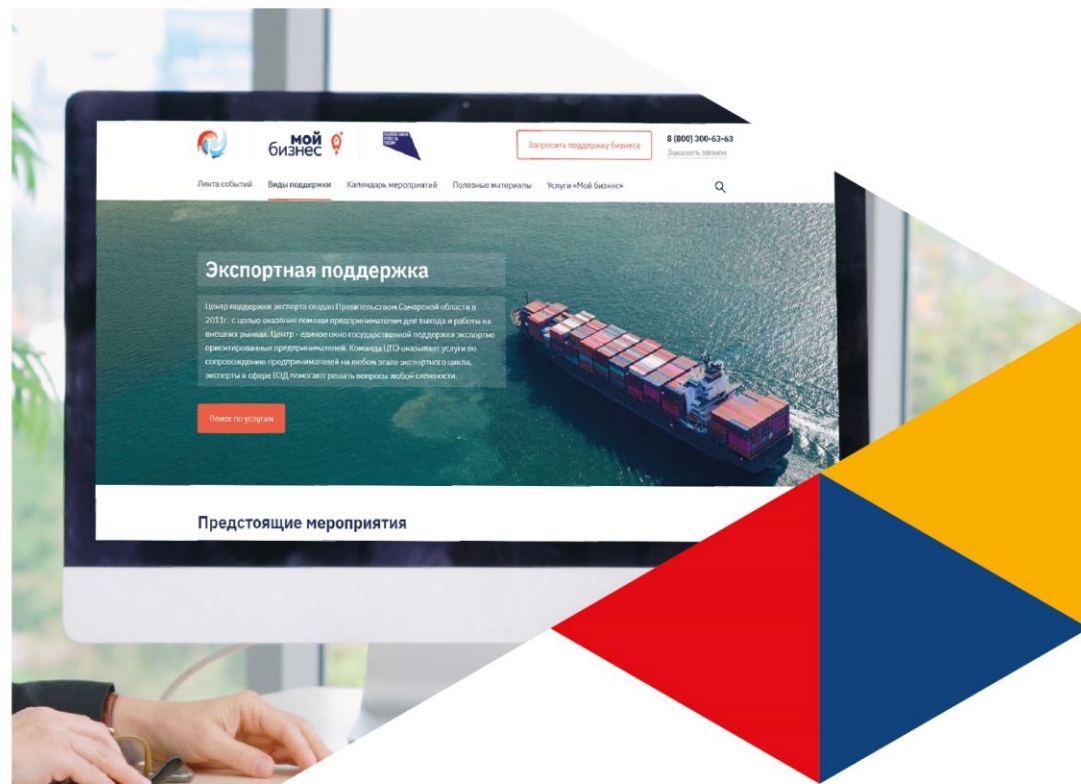 мой
бизнес
Запросить поддержку бизнеса
8 (800) 300-63-63
Заказать звонок
Лента событий Виды поддержки Календарь мероприятий Полезные материалы Услуги «Мой бизнес»
Экспортная поддержка
Центр поддержки экспорта создан Правительством Самарской области в
2011г. с целью оказания помощи предпринимателям для выхода и работы на
внешних рынках. Центр - единое окно государственной поддержки экспортно
ориентированных предпринимателей. Команда ЦПЭ оказывает услуги по
сопровождению предпринимателей на любом этапе экспортного цикла,
эксперты в сфере ВЭД помогают решать вопросы любой сложности.
Поиск по услугам
Предстоящие мероприятия